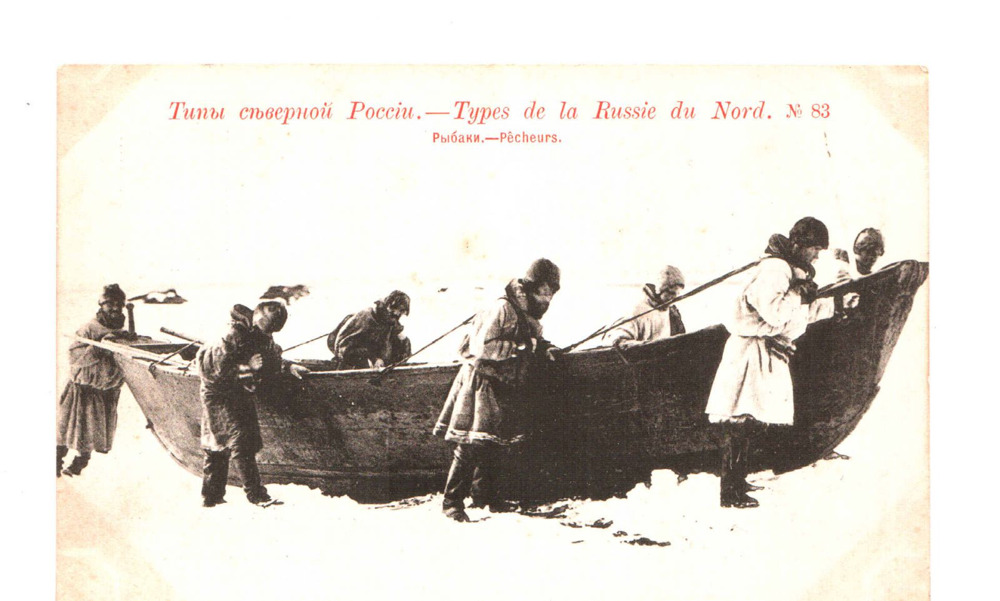 Типы сѣверной Россіи.—Types de la Russie du Nord. № 83
Рыбаки.—Pêcheurs.